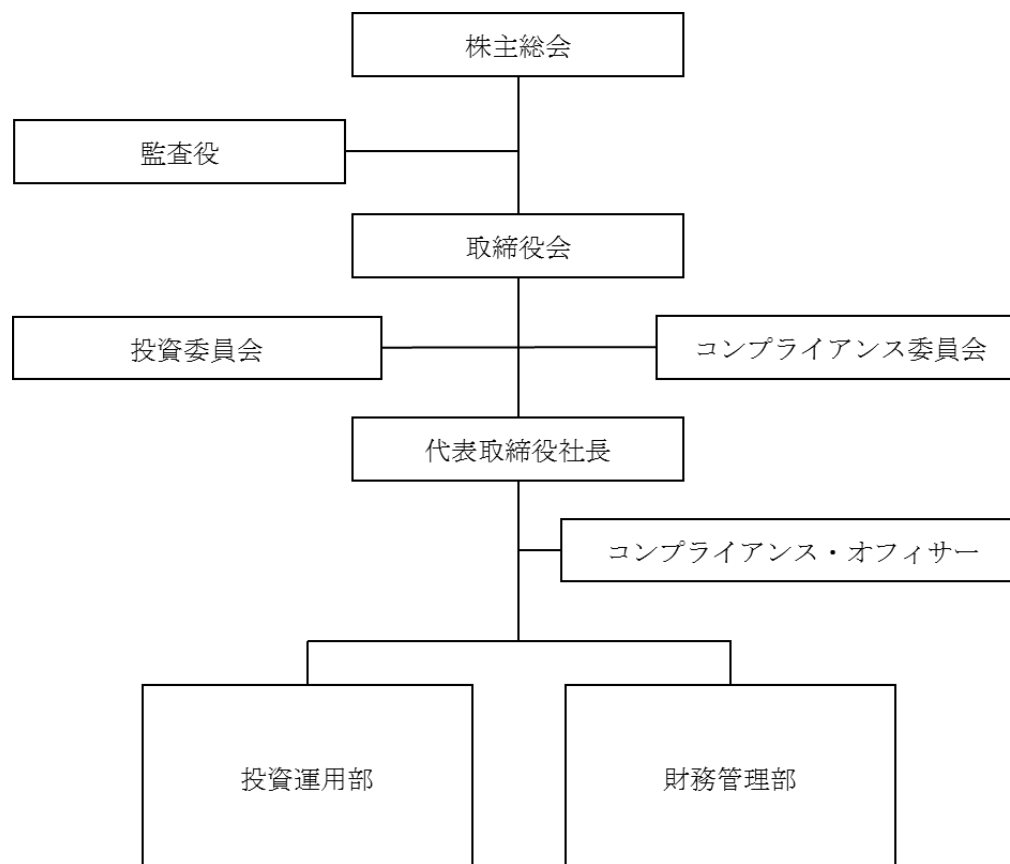 株主総会
監査役
取締役会
投資委員会
コンプライアンス委員会
代表取締役社長
コンプライアンス・オフィサー
投資運用部
財務管理部